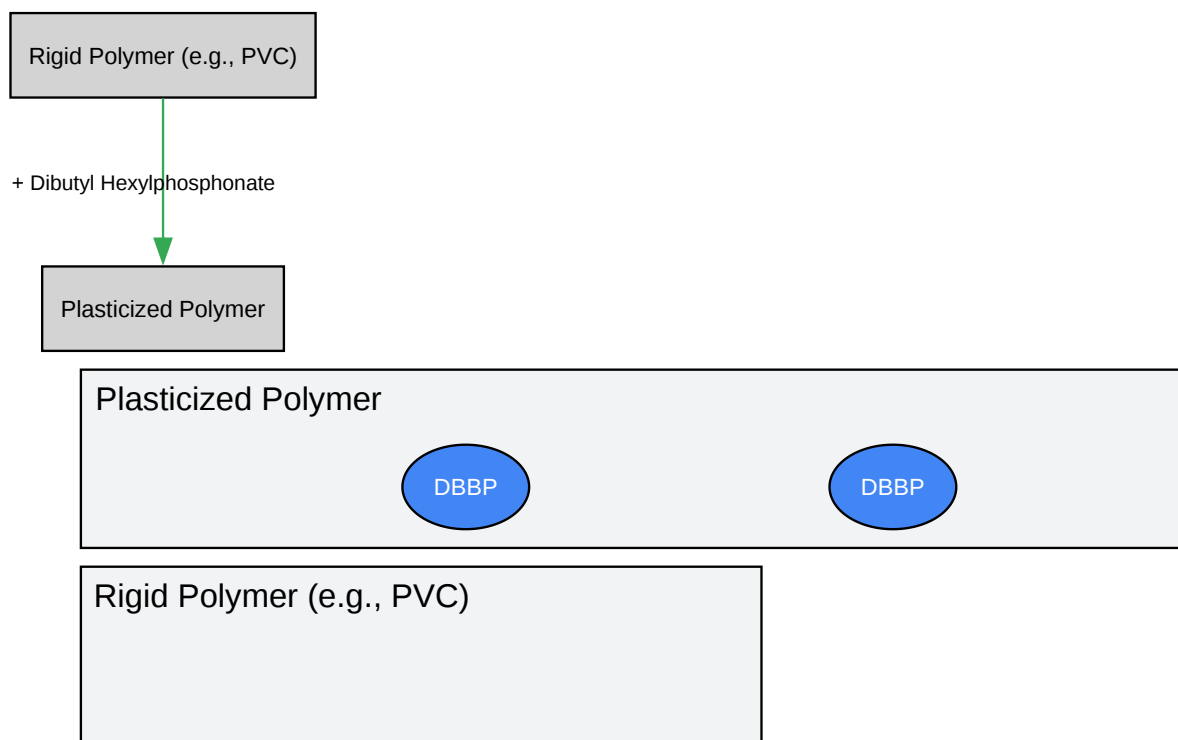 Rigid Polymer (e.g., PVC)
+ Dibutyl Hexylphosphonate
Plasticized Polymer
Plasticized Polymer
DBBP
DBBP
Rigid Polymer (e.g., PVC)